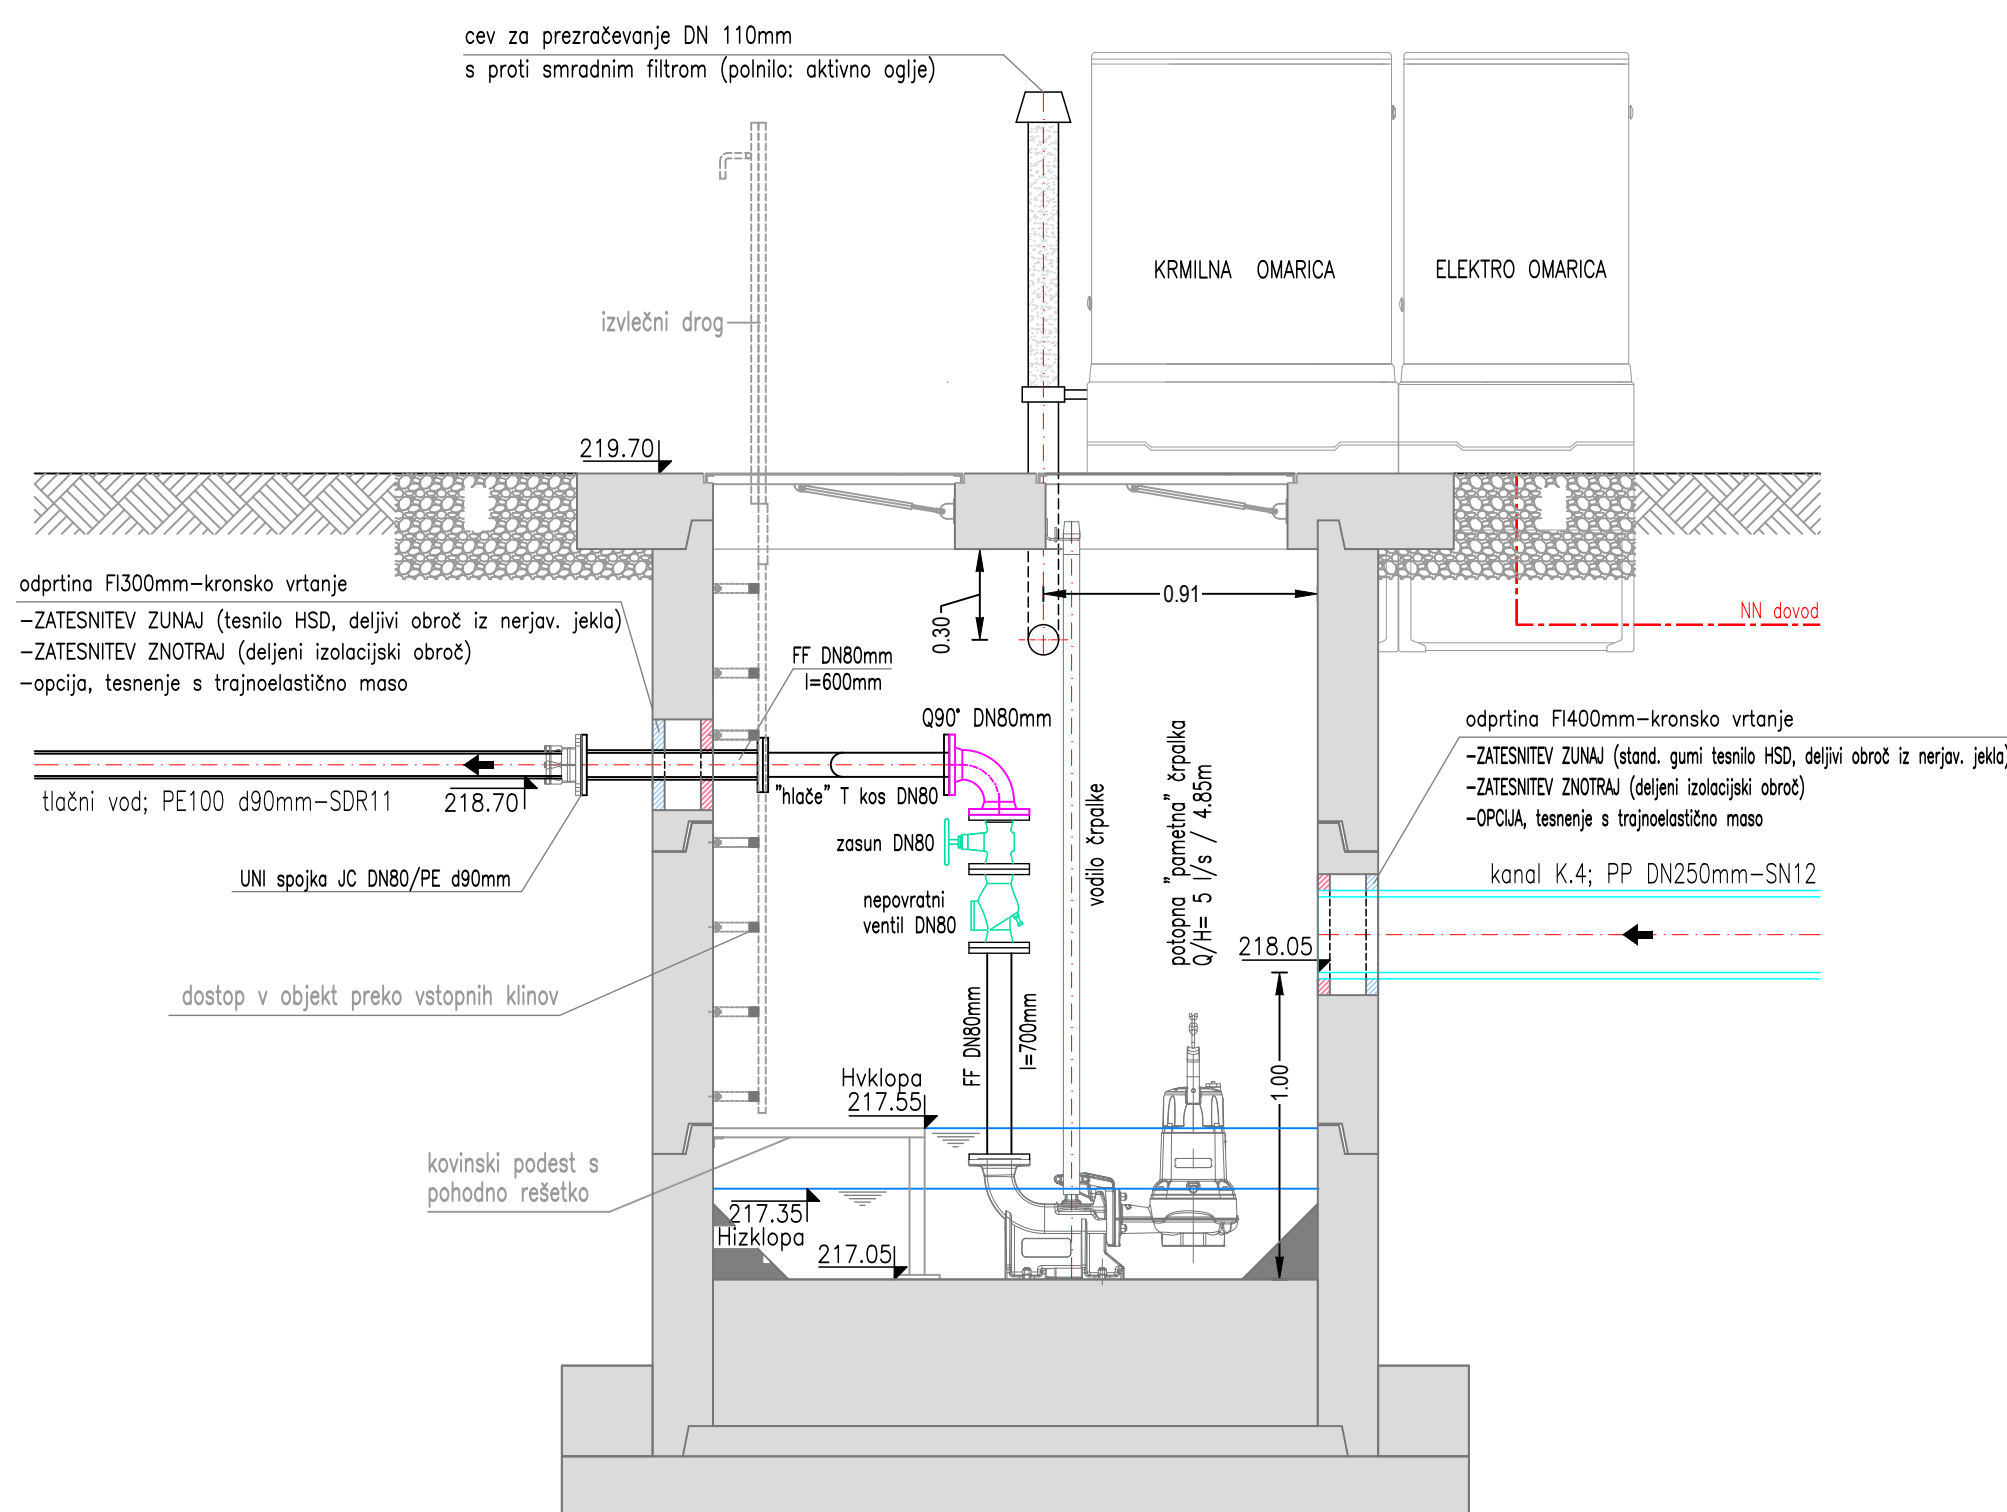 cev za prezračevanje DN 110mm
s proti smradnim filtrom (polnilo: aktivno oglje)
KRMILNA OMARICA
ELEKTRO OMARICA
izvlečni drog
219.70
odprtina FI300mm-kronsko vrtanje
-ZATESNITEV ZUNAJ (tesnilo HSD, deljivi obroč iz nerjav. jekla)
-ZATESNITEV ZNOTRAJ (deljeni izolacijski obroč)
-opcija, tesnenje s trajnoelastično maso
0.30
0.91
NN dovod
FF DN80mm
l=600mm
Q90° DN80mm
odprtina FI400mm-kronsko vrtanje
-ZATESNITEV ZUNAJ (stand. gumi tesnilo HSD, deljivi obroč iz nerjav. jekla)
-ZATESNITEV ZNOTRAJ (deljeni izolacijski obroč)
-OPCIJA, tesnenje s trajnoelastično maso
tlačni vod; PE100 d90mm-SDR11
218.70
"hlače" T kos DN80
zasun DN80
vodilo črpalke
potopna "pametna" črpalka
Q/H= 5 l/s / 4.85m
kanal K.4; PP DN250mm-SN12
UNI spojka JC DN80/PE d90mm
nepovratni
ventil DN80
218.05
dostop v objekt preko vstopnih klinov
FF DN80mm
l=700mm
1.00
Hvklopa
217.55
kovinski podest s
pohodno rešetko
217.35
Hizklopa
217.05